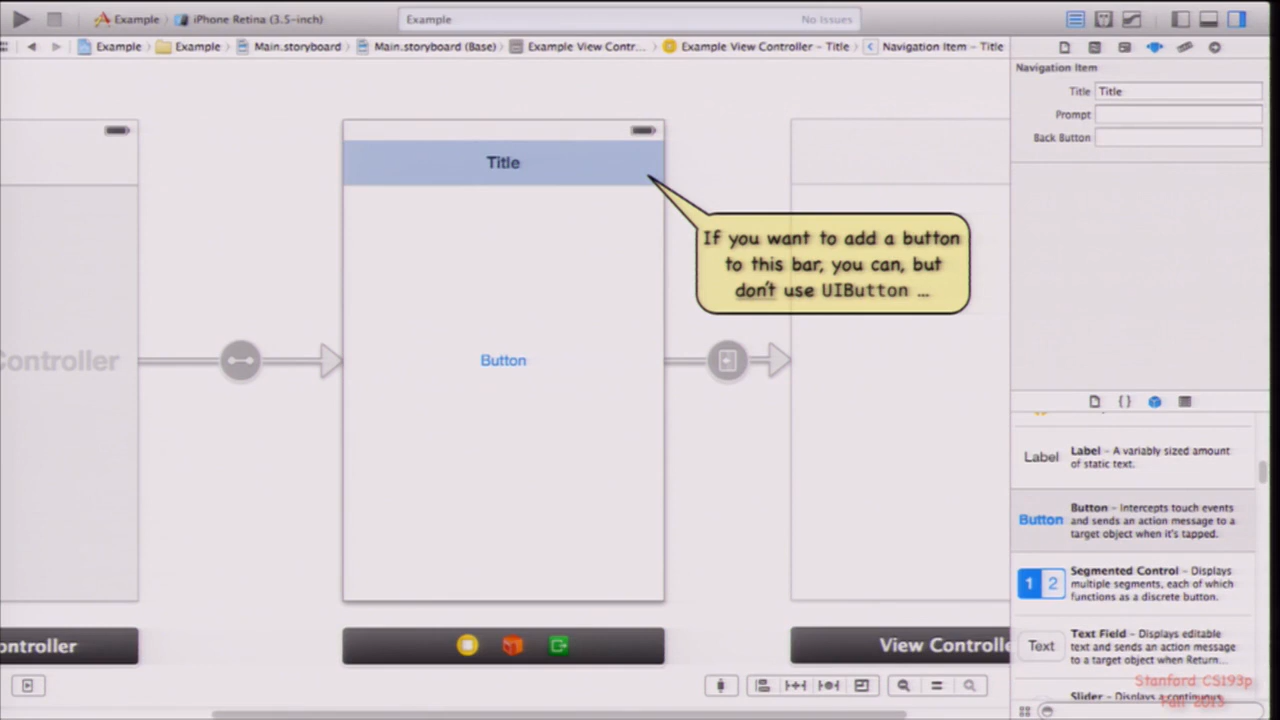 Example
iPhone Retina (3.5-inch)
Example
No Issues
Example
Example
Main.storyboard
Main.storyboard (Base)
Example View Contr...
Example View Controller – Title
Navigation Item – Title
Navigation Item
Title
Title
Prompt
Back Button
Title
If you want to add a button
to this bar, you can, but
don't use UIButton ...
Controller
Button
Label
Label – A variably sized amount
of static text.
Button
Button – Intercepts touch events
and sends an action message to a
target object when it's tapped.
1 2
Segmented Control – Displays
multiple segments, each of which
functions as a discrete button.
Text
Text Field – Displays editable
text and sends an action message
to a target object when Return...
Slider – Displays a continuous
ontroller
View Controlle
Stanford CS193p
Fall 2013